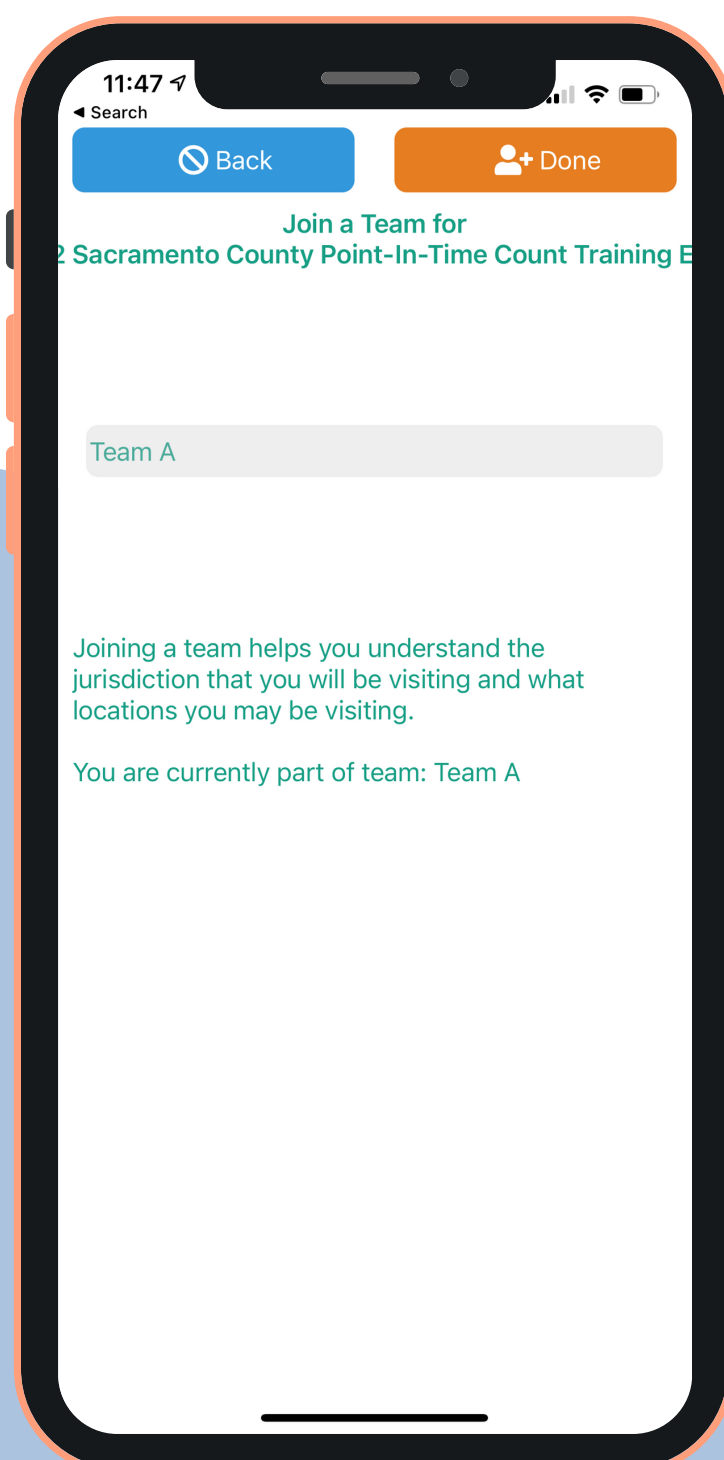 11:47
◀ Search
Back
Done
Join a Team for
2 Sacramento County Point-In-Time Count Training E
Team A
Joining a team helps you understand the
jurisdiction that you will be visiting and what
locations you may be visiting.
You are currently part of team: Team A